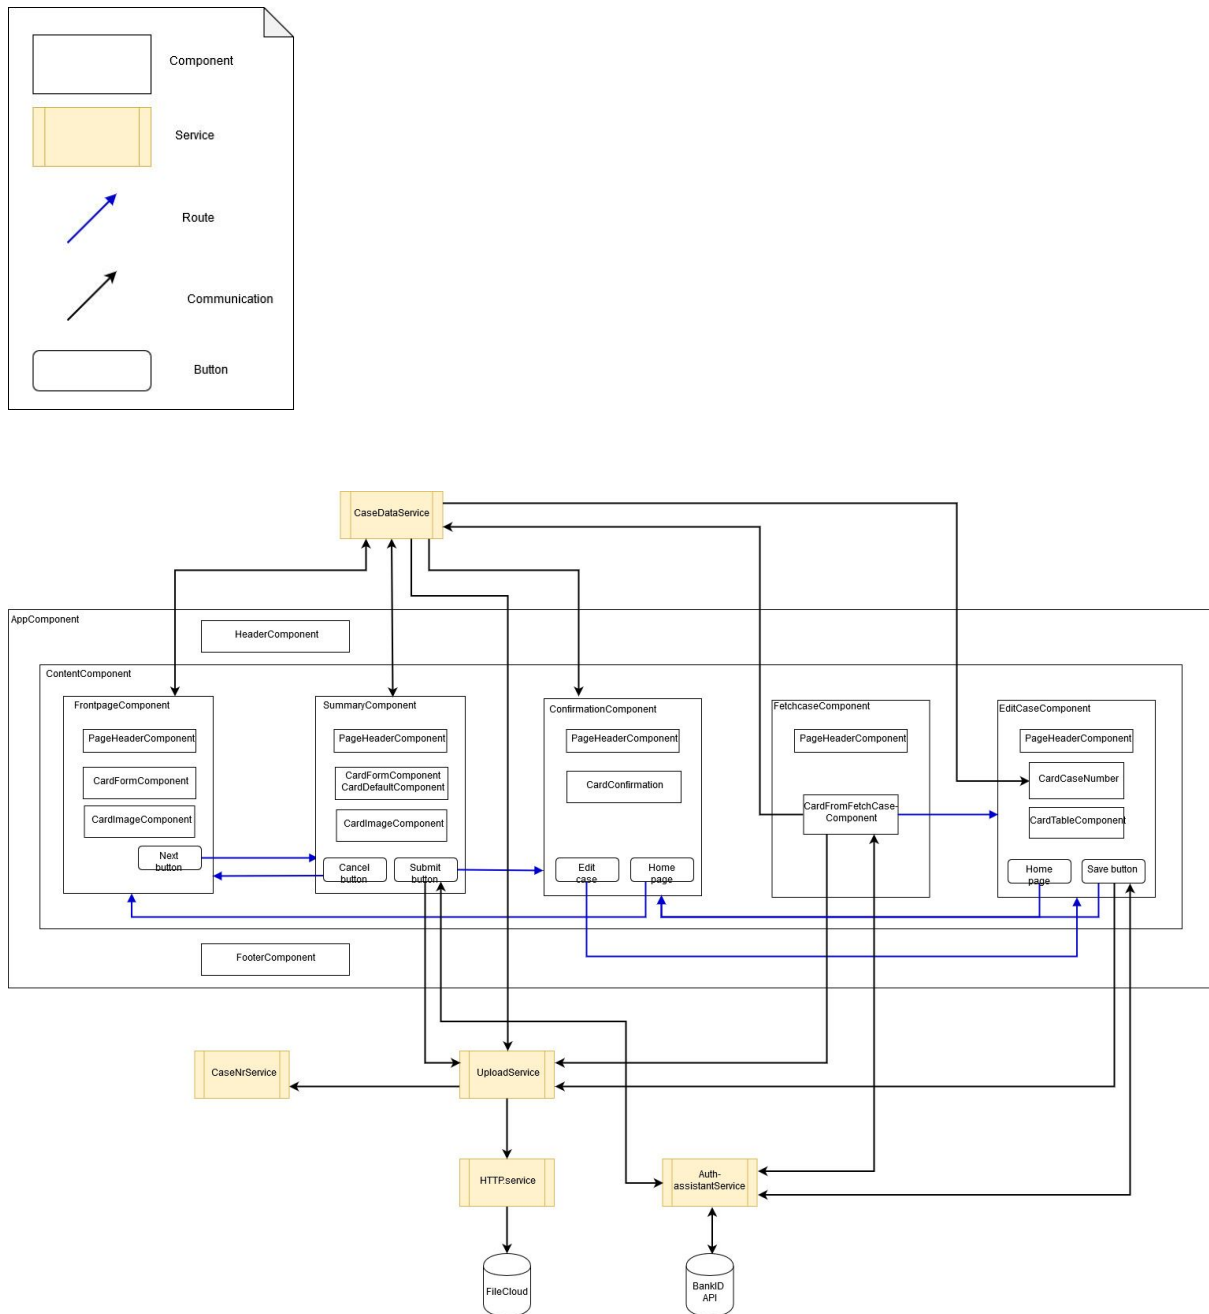 Component
Service
Route
Communication
Button
CaseDataService
AppComponent
HeaderComponent
ContentComponent
FrontpageComponent
PageHeaderComponent
CardFormComponent
CardImageComponent
Next
button
SummaryComponent
PageHeaderComponent
CardFormComponent
CardDefaultComponent
CardImageComponent
Cancel
button
Submit
button
ConfirmationComponent
PageHeaderComponent
CardConfirmation
Edit
case
Home
page
FetchcaseComponent
PageHeaderComponent
CardFromFetchCase-
Component
EditCaseComponent
PageHeaderComponent
CardCaseNumber
CardTableComponent
Home
page
Save button
FooterComponent
CaseNrService
UploadService
HTTP.service
Auth-
assistantService
FileCloud
BankID
API